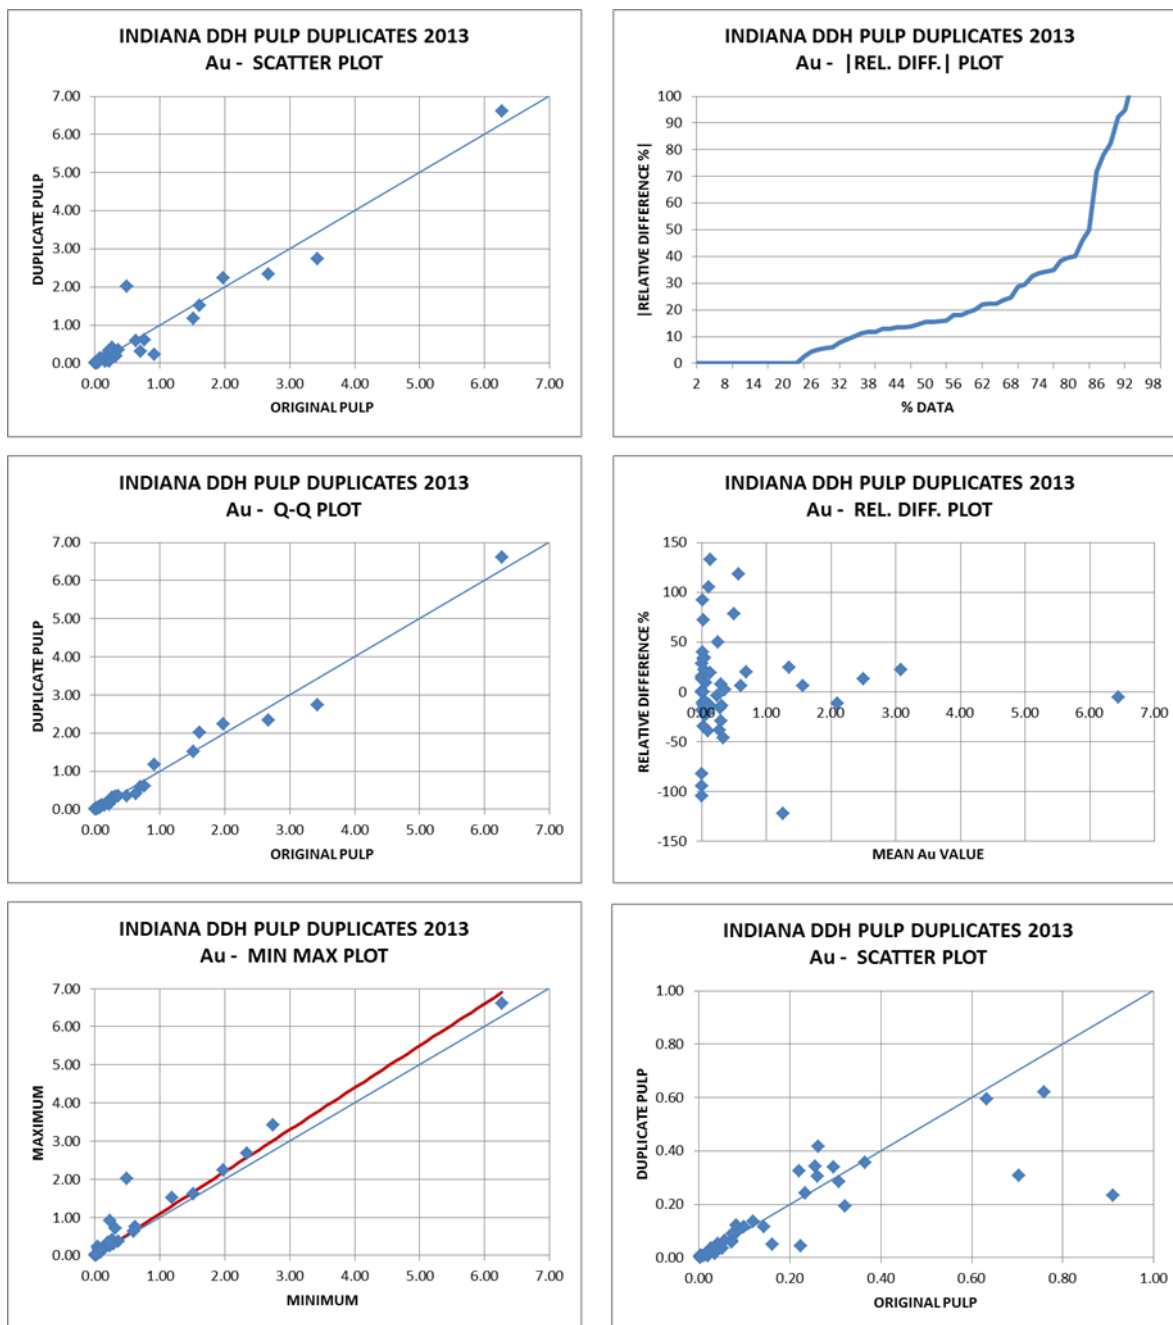 INDIANA DDH PULP DUPLICATES 2013
Au - SCATTER PLOT
7.00
6.00
5.00
4.00
3.00
2.00
1.00
0.00
DUPLICATE PULP
0.00 1.00 2.00 3.00 4.00 5.00 6.00 7.00
ORIGINAL PULP
INDIANA DDH PULP DUPLICATES 2013
Au - |REL. DIFF.| PLOT
100
90
80
70
60
50
40
30
20
10
0
|RELATIVE DIFFERENCE %|
2 8 14 20 26 32 38 44 50 56 62 68 74 80 86 92 98
% DATA
INDIANA DDH PULP DUPLICATES 2013
Au - Q-Q PLOT
7.00
6.00
5.00
4.00
3.00
2.00
1.00
0.00
DUPLICATE PULP
0.00 1.00 2.00 3.00 4.00 5.00 6.00 7.00
ORIGINAL PULP
INDIANA DDH PULP DUPLICATES 2013
Au - REL. DIFF. PLOT
150
100
50
0
-50
-100
-150
RELATIVE DIFFERENCE %
0.00 1.00 2.00 3.00 4.00 5.00 6.00 7.00
MEAN Au VALUE
INDIANA DDH PULP DUPLICATES 2013
Au - MIN MAX PLOT
7.00
6.00
5.00
4.00
3.00
2.00
1.00
0.00
MAXIMUM
0.00 1.00 2.00 3.00 4.00 5.00 6.00 7.00
MINIMUM
INDIANA DDH PULP DUPLICATES 2013
Au - SCATTER PLOT
1.00
0.80
0.60
0.40
0.20
0.00
DUPLICATE PULP
0.00 0.20 0.40 0.60 0.80 1.00
ORIGINAL PULP